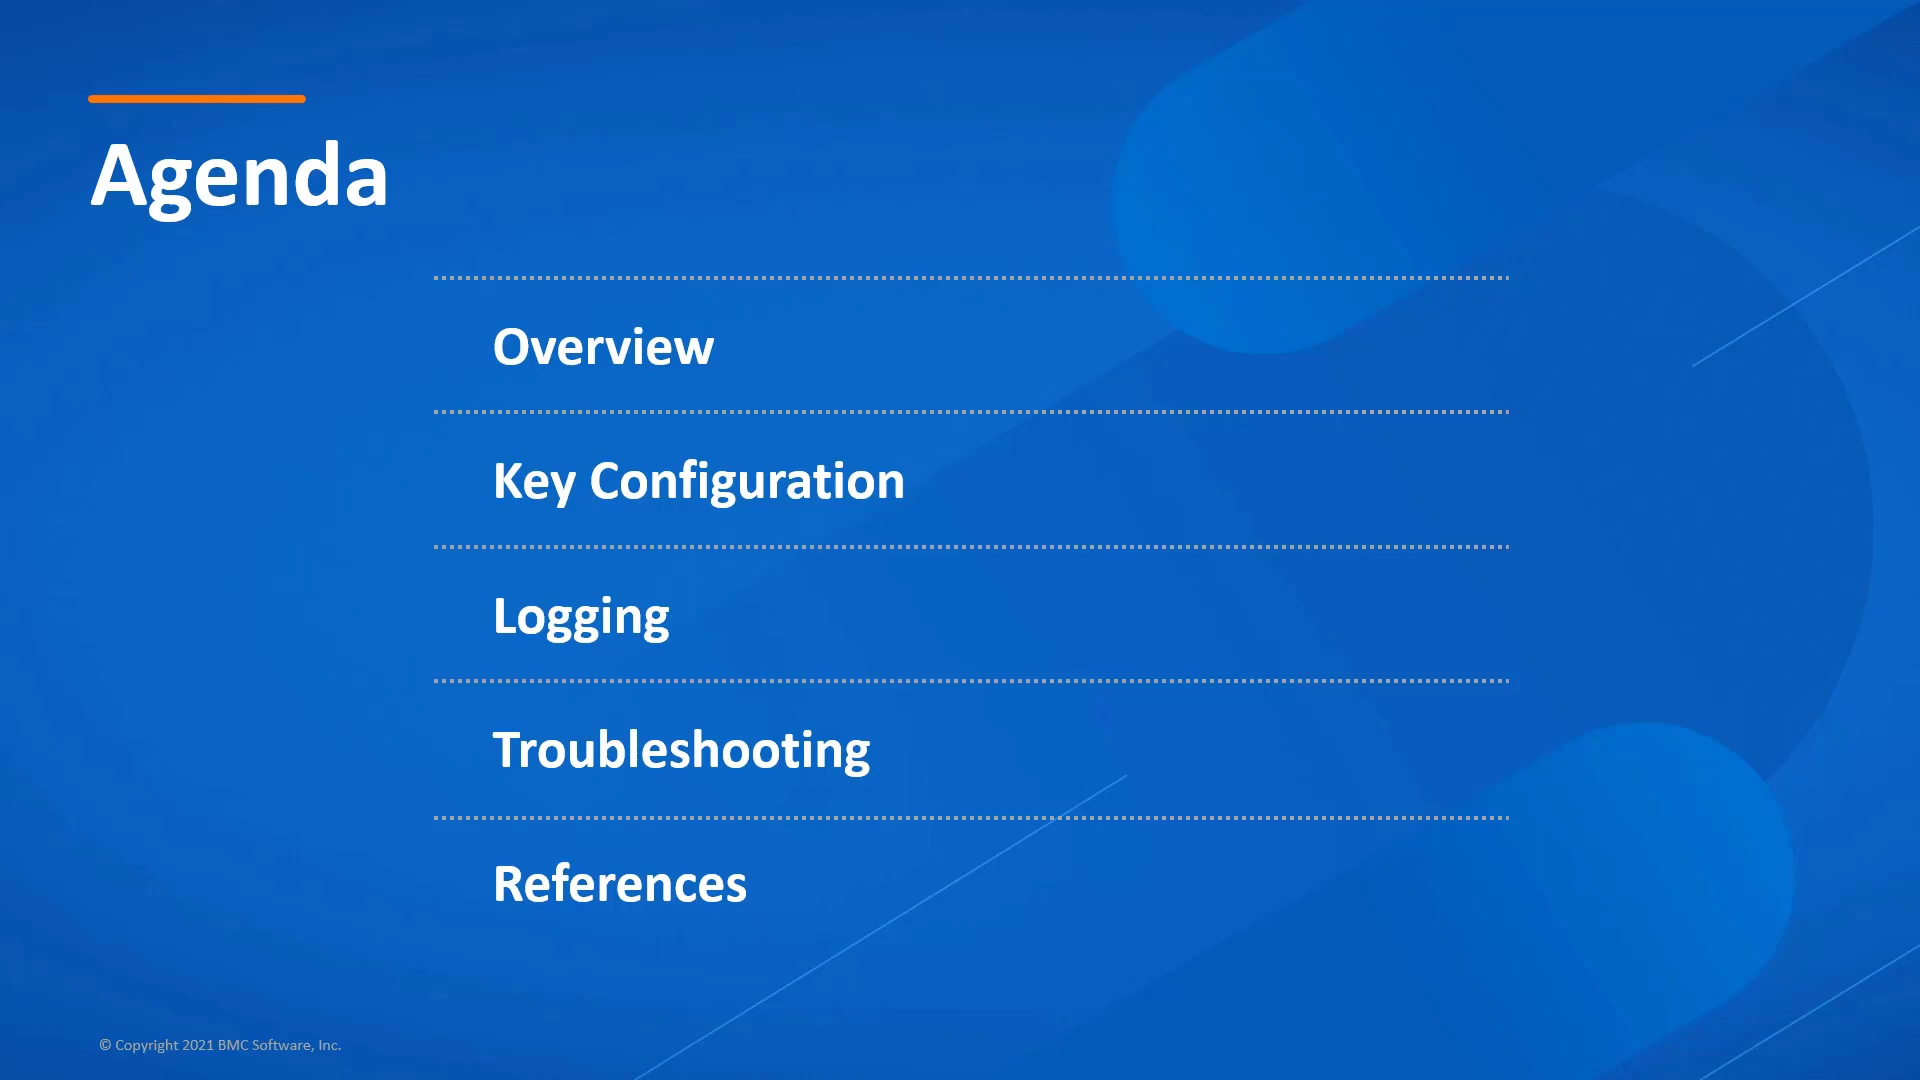 Agenda
Overview
Key Configuration
Logging
Troubleshooting
References
© Copyright 2021 BMC Software, Inc.